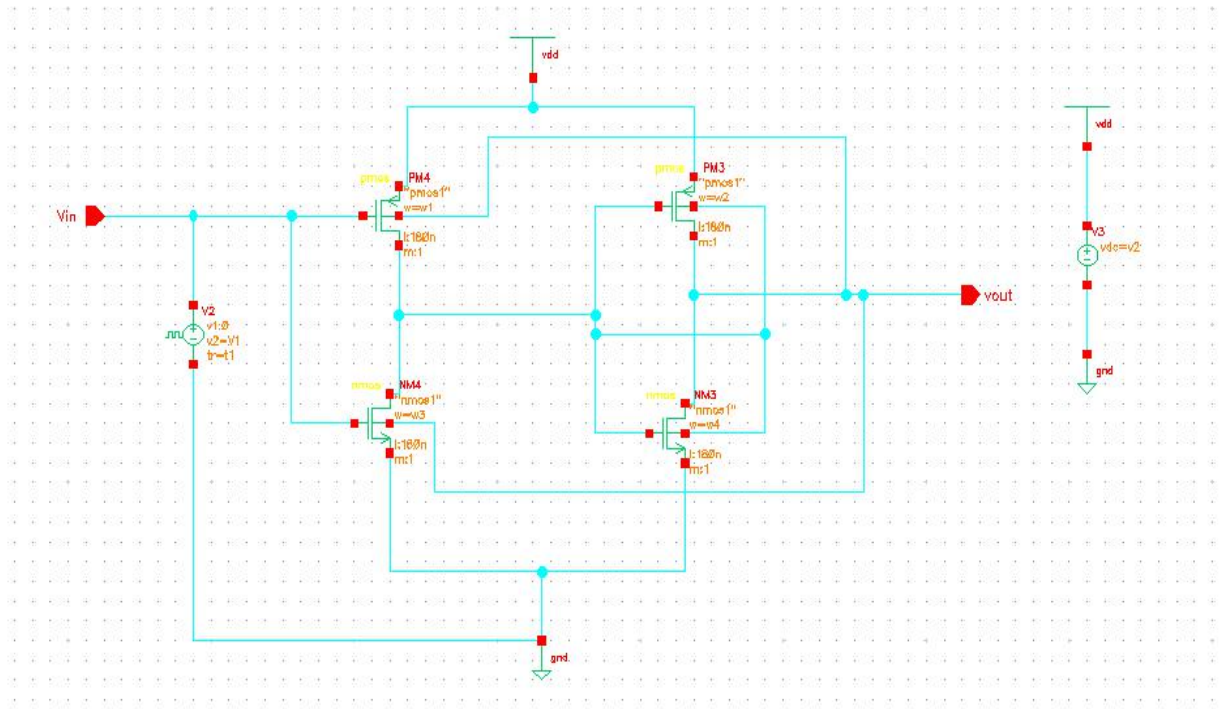 vdd
vdd
pmos
PM4
"pmos1"
w=w1
l:180n
m:1
pmos
PM3
"pmos1"
w=w2
l:180n
m:1
Vin
V3
vdc=v2
vout
V2
v1:0
v2=V1
tr=t1
gnd
nmos
NM4
"nmos1"
w=w3
l:180n
m:1
nmos
NM3
"nmos1"
w=w4
l:180n
m:1
gnd